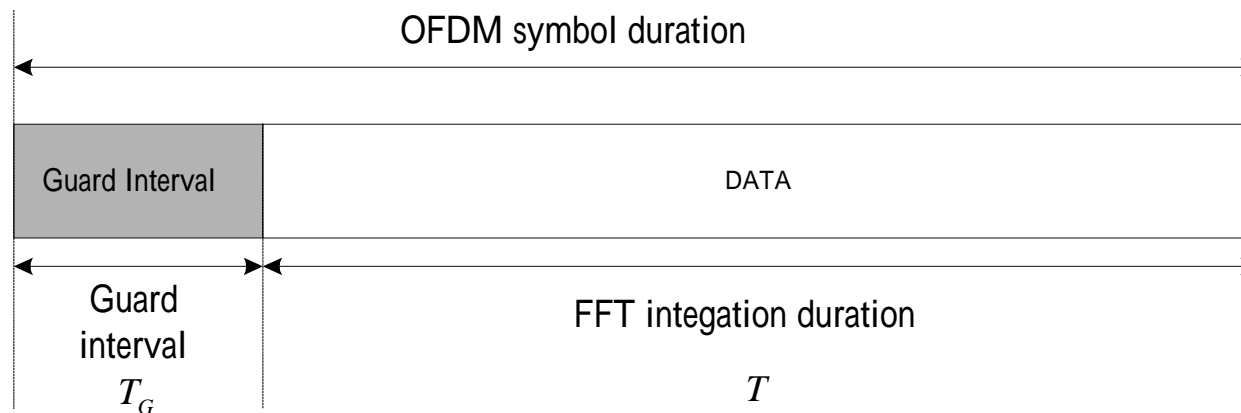 OFDM symbol duration
Guard Interval
DATA
Guard
interval
T_G
FFT integation duration
T